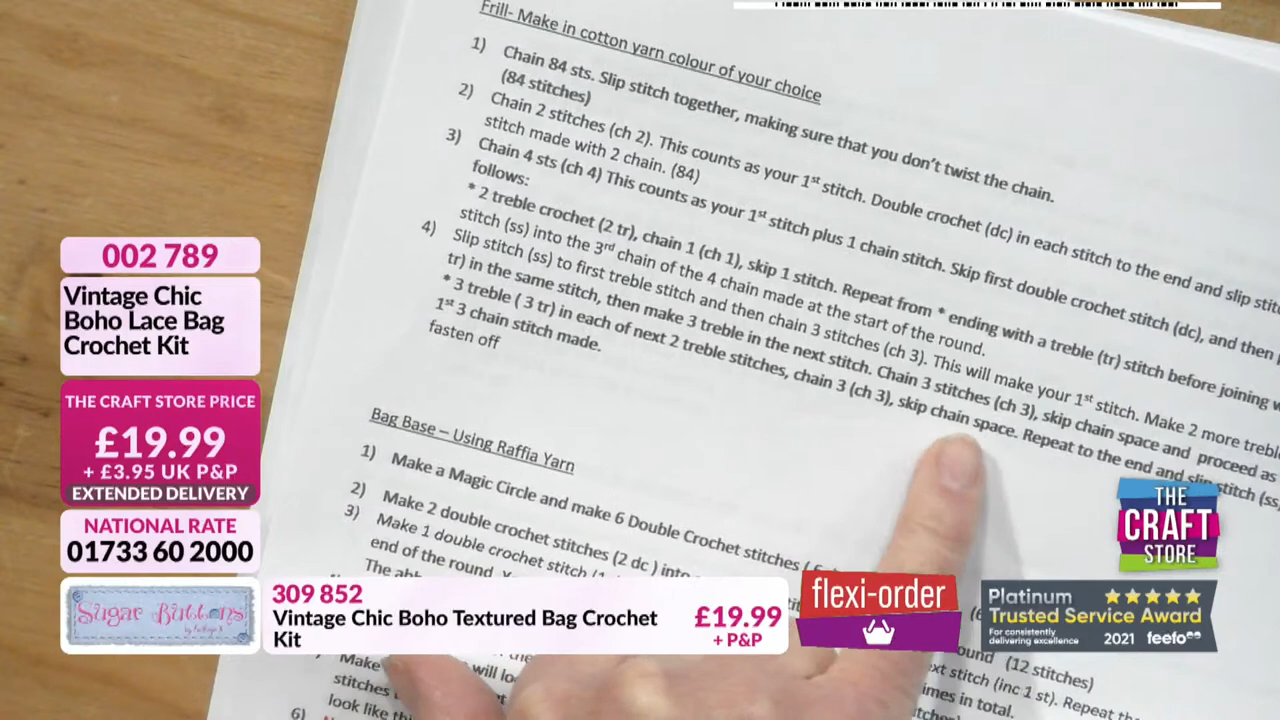 Frill- Make in cotton yarn colour of your choice
1) Chain 84 sts. Slip stitch together, making sure that you don't twist the chain.
(84 stitches)
2) Chain 2 stitches (ch 2). This counts as your 1st stitch. Double crochet (dc) in each stitch to the end and slip
stitch made with 2 chain. (84)
3) Chain 4 sts (ch 4) This counts as your 1st stitch plus 1 chain stitch. Skip first double crochet stitch (dc), and then
follows:
* 2 treble crochet (2 tr), chain 1 (ch 1), skip 1 stitch. Repeat from * ending with a treble (tr) stitch before joining
stitch (ss) into the 3rd chain of the 4 chain made at the start of the round.
4) Slip stitch (ss) to first treble stitch and then chain 3 stitches (ch 3). This will make your 1st stitch. Make 2 more
tr) in the same stitch, then make 3 treble in the next stitch. Chain 3 stitches (ch 3), skip chain space and proceed as
* 3 treble ( 3 tr) in each of next 2 treble stitches, chain 3 (ch 3), skip chain space. Repeat to the end and slip stitch (ss,
1st 3 chain stitch made.
fasten off
Bag Base – Using Raffia Yarn
1) Make a Magic Circle and make 6 Double Crochet stitches
2) Make 2 double crochet stitches (2 dc ) into
3) Make 1 double crochet stitch
end of the round
The
(12 stitches)
stitch (inc 1 st). Repeat
times in total.
Make
will
stitches
look like
6)
002 789
Vintage Chic
Boho Lace Bag
Crochet Kit
THE CRAFT STORE PRICE
£19.99
+ £3.95 UK P&P
EXTENDED DELIVERY
NATIONAL RATE
01733 60 2000
Sugar Buttons
309 852
Vintage Chic Boho Textured Bag Crochet
Kit
£19.99
+ P&P
flexi-order
THE
CRAFT
STORE
Platinum
Trusted Service Award
For consistently
delivering excellence
2021 feefo